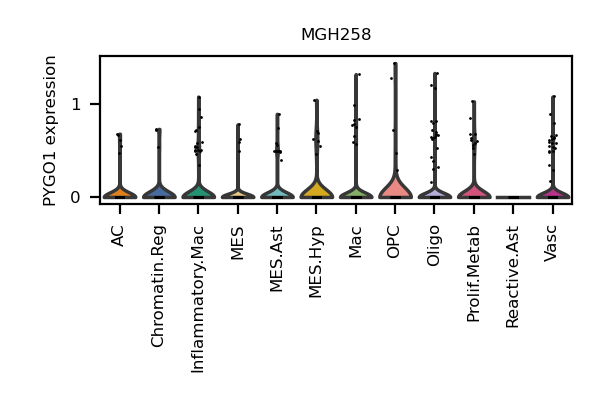 MGH258
PYGO1 expression
1
0
AC
Chromatin.Reg
Inflammatory.Mac
MES
MES.Ast
MES.Hyp
Mac
OPC
Oligo
Prolif.Metab
Reactive.Ast
Vasc